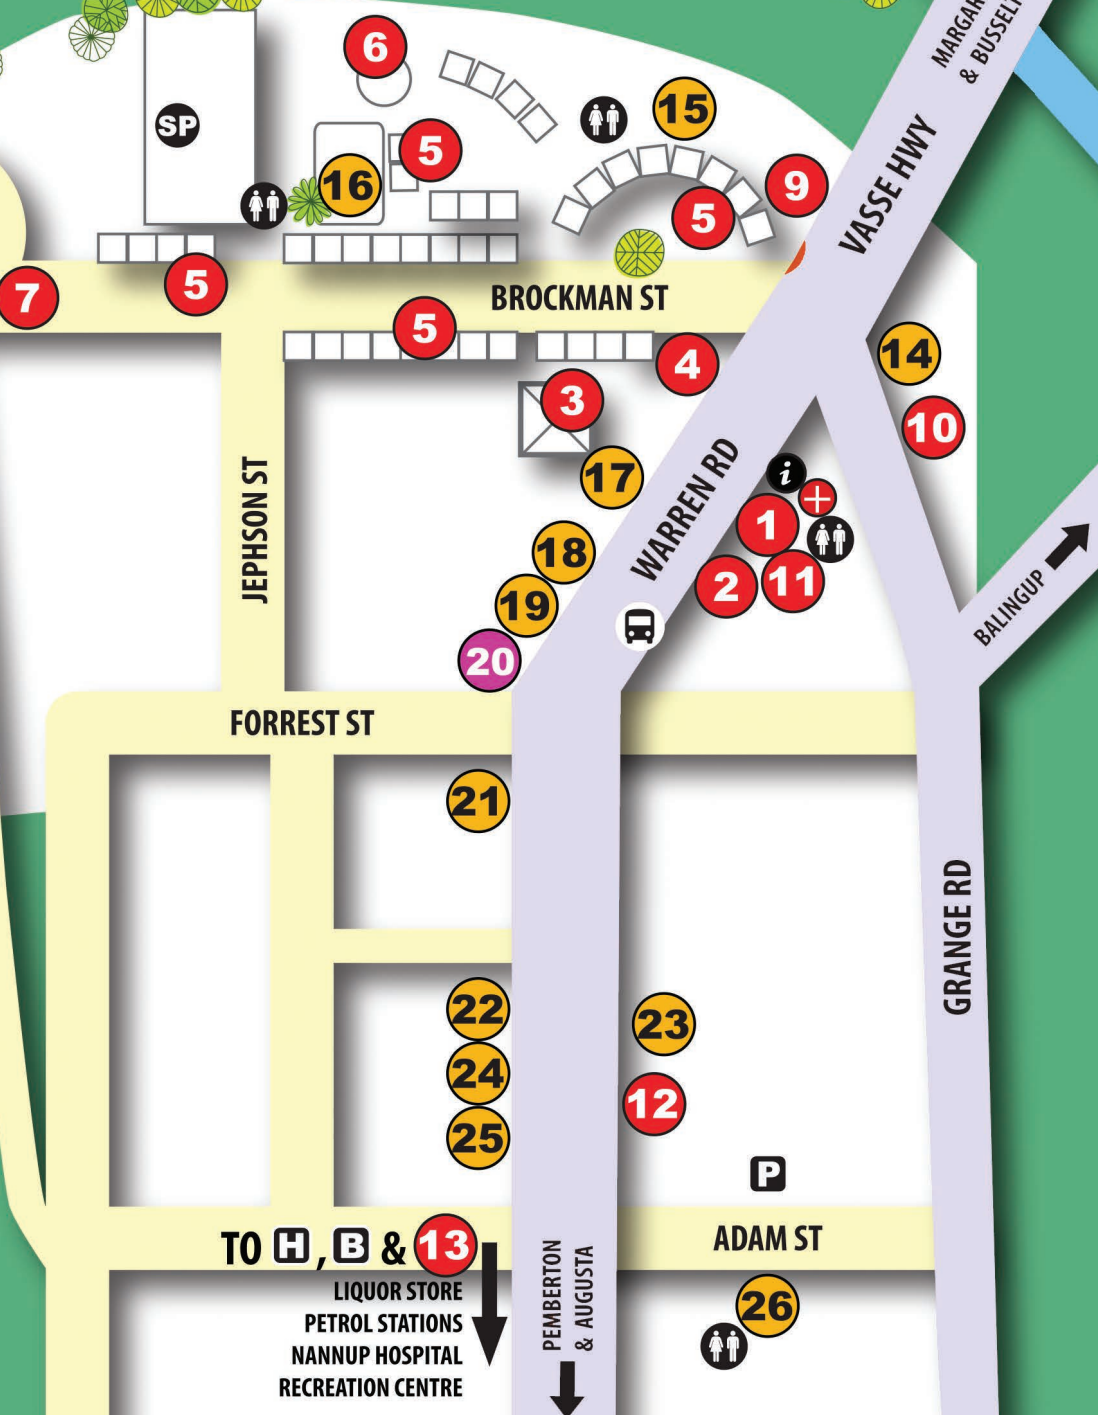 6
MARGAR
& BUSSELT
15
SP
5
16
9
5
VASSE HWY
7
5
BROCKMAN ST
5
4
14
3
10
17
WARREN RD
i
1
JEPHSON ST
18
2
11
19
BALINGUP
20
FORREST ST
21
GRANGE RD
22
23
24
12
25
P
TO H, B & 13
ADAM ST
LIQUOR STORE
PETROL STATIONS
NANNUP HOSPITAL
RECREATION CENTRE
PEMBERTON
& AUGUSTA
26